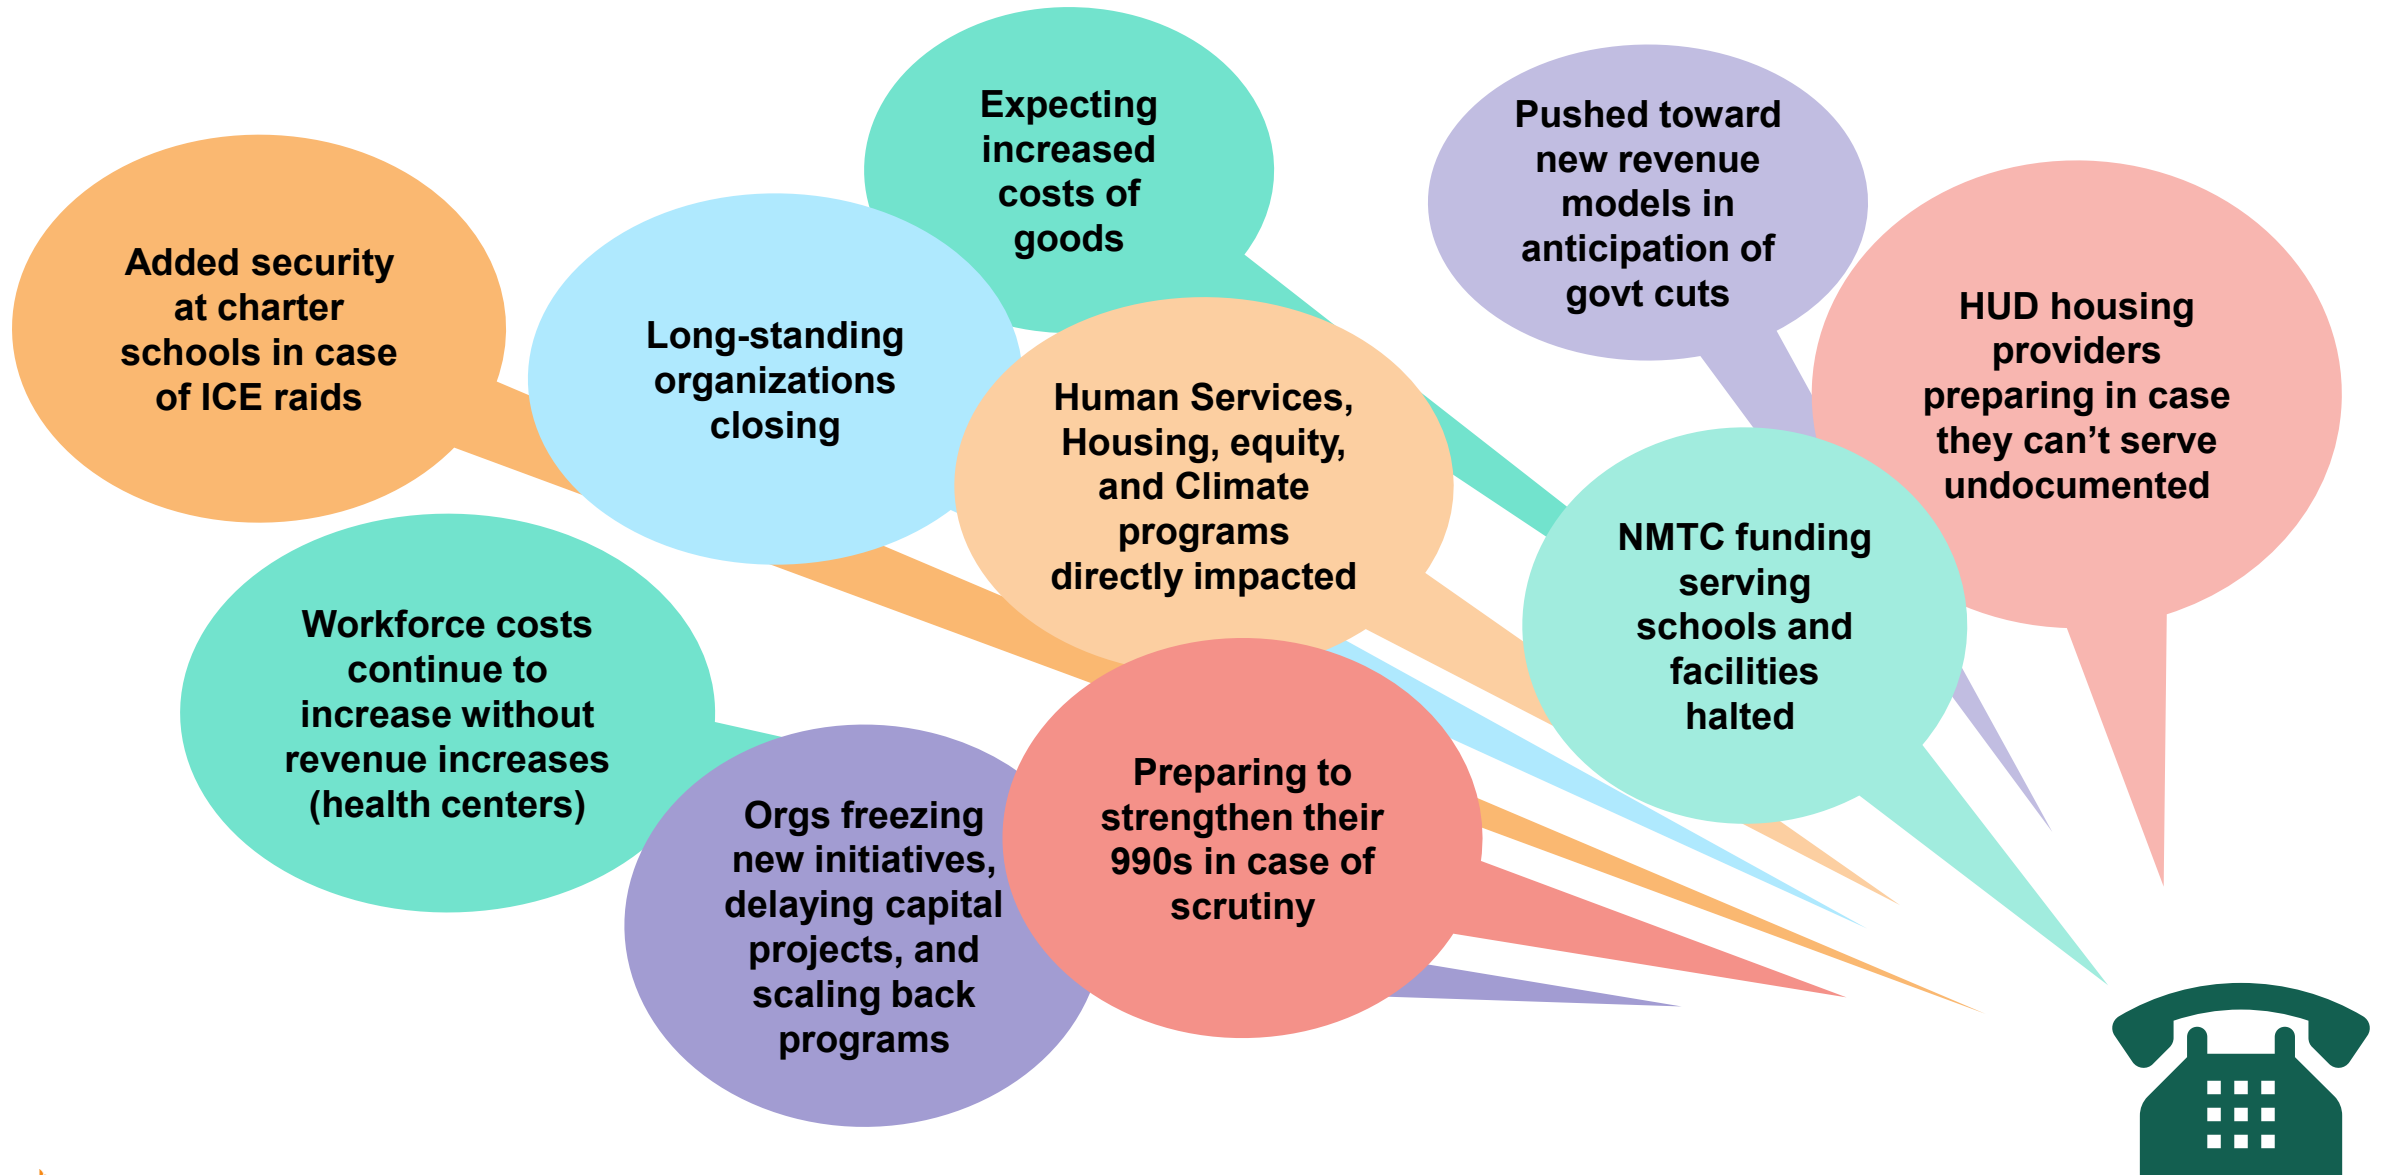 Expecting
increased
costs of
goods
Pushed toward
new revenue
models in
anticipation of
govt cuts
Added security
at charter
schools in case
of ICE raids
Long-standing
organizations
closing
HUD housing
providers
preparing in case
they can’t serve
undocumented
Human Services,
Housing, equity,
and Climate
programs
directly impacted
NMTC funding
serving
schools and
facilities
halted
Workforce costs
continue to
increase without
revenue increases
(health centers)
Orgs freezing
new initiatives,
delaying capital
projects, and
scaling back
programs
Preparing to
strengthen their
990s in case of
scrutiny